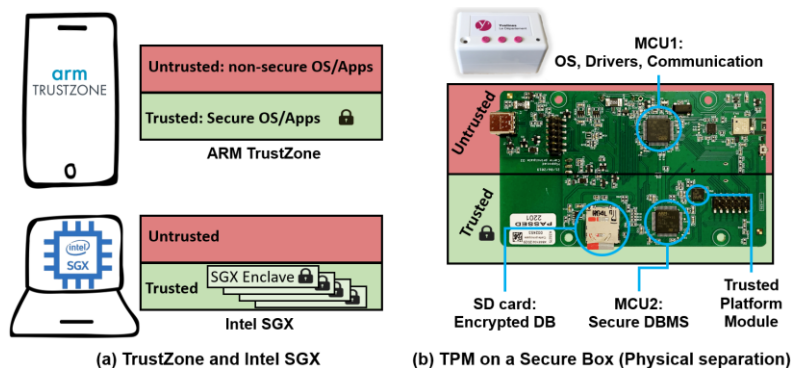 arm
TRUSTZONE
Untrusted: non-secure OS/Apps
Trusted: Secure OS/Apps
ARM TrustZone
intel
SGX
Untrusted
Trusted
SGX Enclave
Intel SGX
(a) TrustZone and Intel SGX
MCU1:
OS, Drivers, Communication
Untrusted
Trusted
PASSED
2201
SD card:
Encrypted DB
MCU2:
Secure DBMS
Trusted
Platform
Module
(b) TPM on a Secure Box (Physical separation)